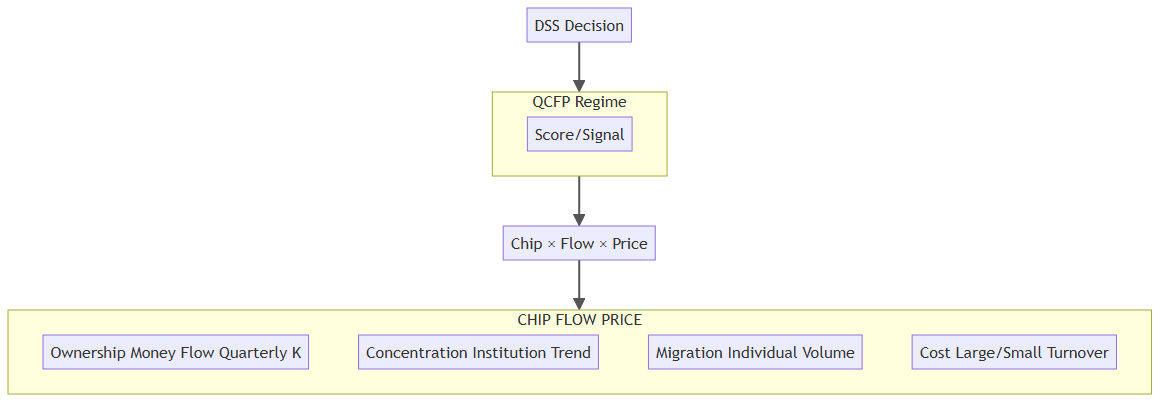 DSS Decision
QCFP Regime
Score/Signal
Chip × Flow × Price
CHIP FLOW PRICE
Ownership Money Flow Quarterly K
Concentration Institution Trend
Migration Individual Volume
Cost Large/Small Turnover